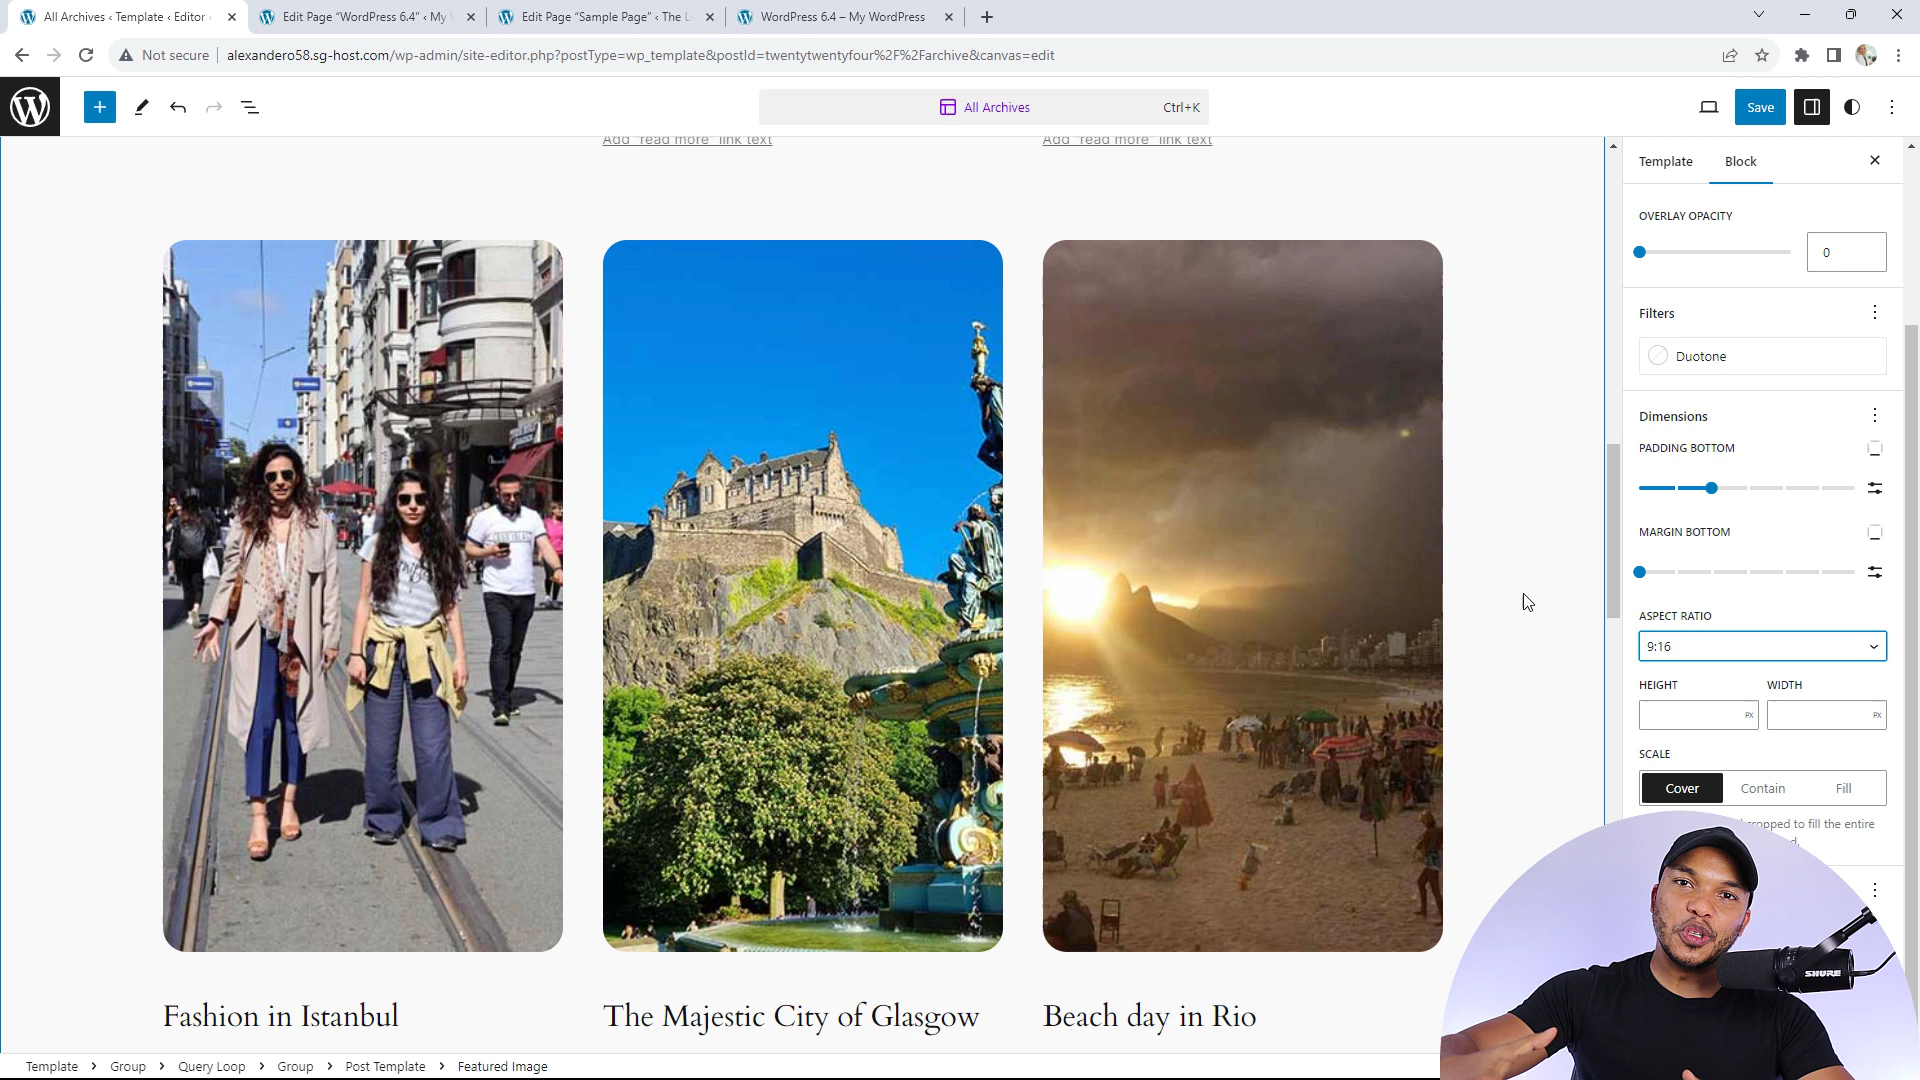 All Archives ‹ Template ‹ Editor ‹
Edit Page “WordPress 6.4” ‹ My
Edit Page “Sample Page” ‹ The
WordPress 6.4 – My WordPress
Not secure
alexandero58.sg-host.com/wp-admin/site-editor.php?postType=wp_template&postId=twentytwentyfour%2F%2Farchive&canvas=edit
All Archives
Ctrl+K
Save
Add "read more" link text
Add "read more" link text
Template
Block
OVERLAY OPACITY
0
Filters
Duotone
Dimensions
PADDING BOTTOM
MARGIN BOTTOM
ASPECT RATIO
9:16
HEIGHT
WIDTH
PX
PX
SCALE
Cover
Contain
Fill
cropped to fill the entire
SHURE
Fashion in Istanbul
The Majestic City of Glasgow
Beach day in Rio
Template
Group
Query Loop
Group
Post Template
Featured Image